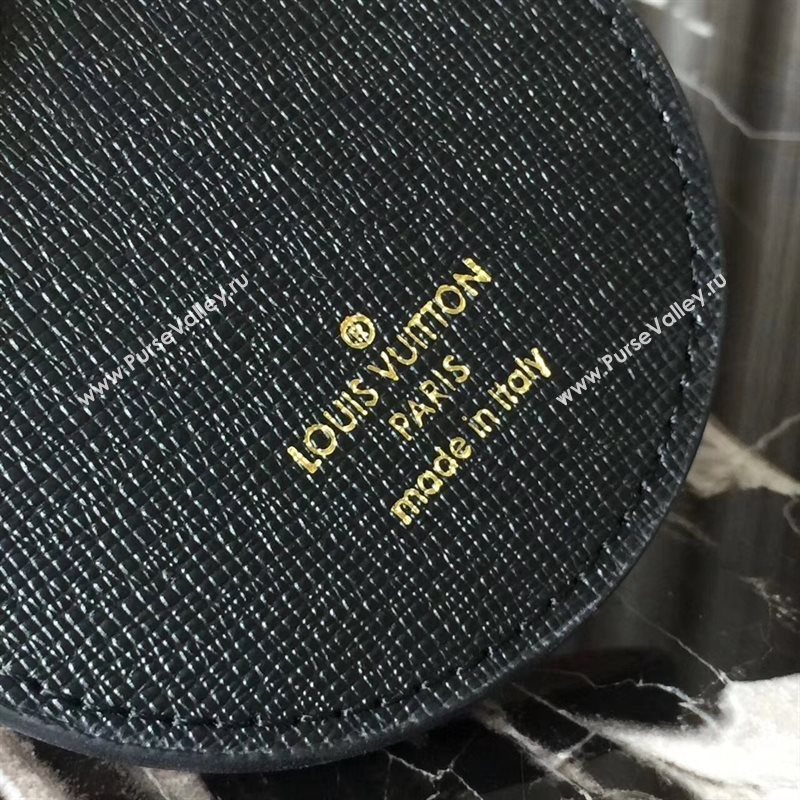 ®
LOUIS VUITTON
PARIS
made in Italy
© www.PurseValley.ru
© www.PurseValley.ru